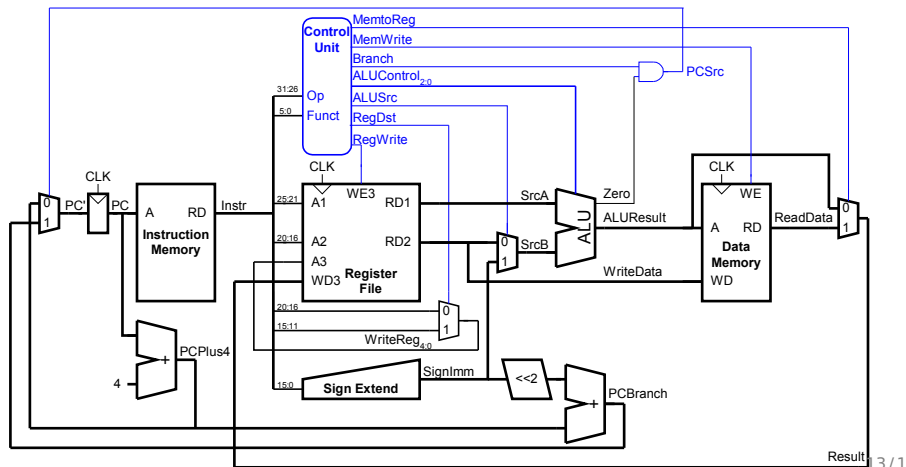 MemtoReg
Control
Unit
MemWrite
Branch
ALUControl2:0
PCSrc
31:26
Op
ALUSrc
5:0
Funct
RegDst
RegWrite
CLK
CLK
CLK
WE3
WE
0
1
PC'
PC
A
RD
Instr
Instruction
Memory
25:21
A1
RD1
SrcA
Zero
ALU
ALUResult
A
RD
ReadData
0
1
20:16
A2
RD2
0
1
SrcB
A3
WD3
Register
File
Data
Memory
WriteData
WD
20:16
0
15:11
1
WriteReg4:0
PCPlus4
+
4
SignImm
15:0
Sign Extend
<<2
+
PCBranch
Result